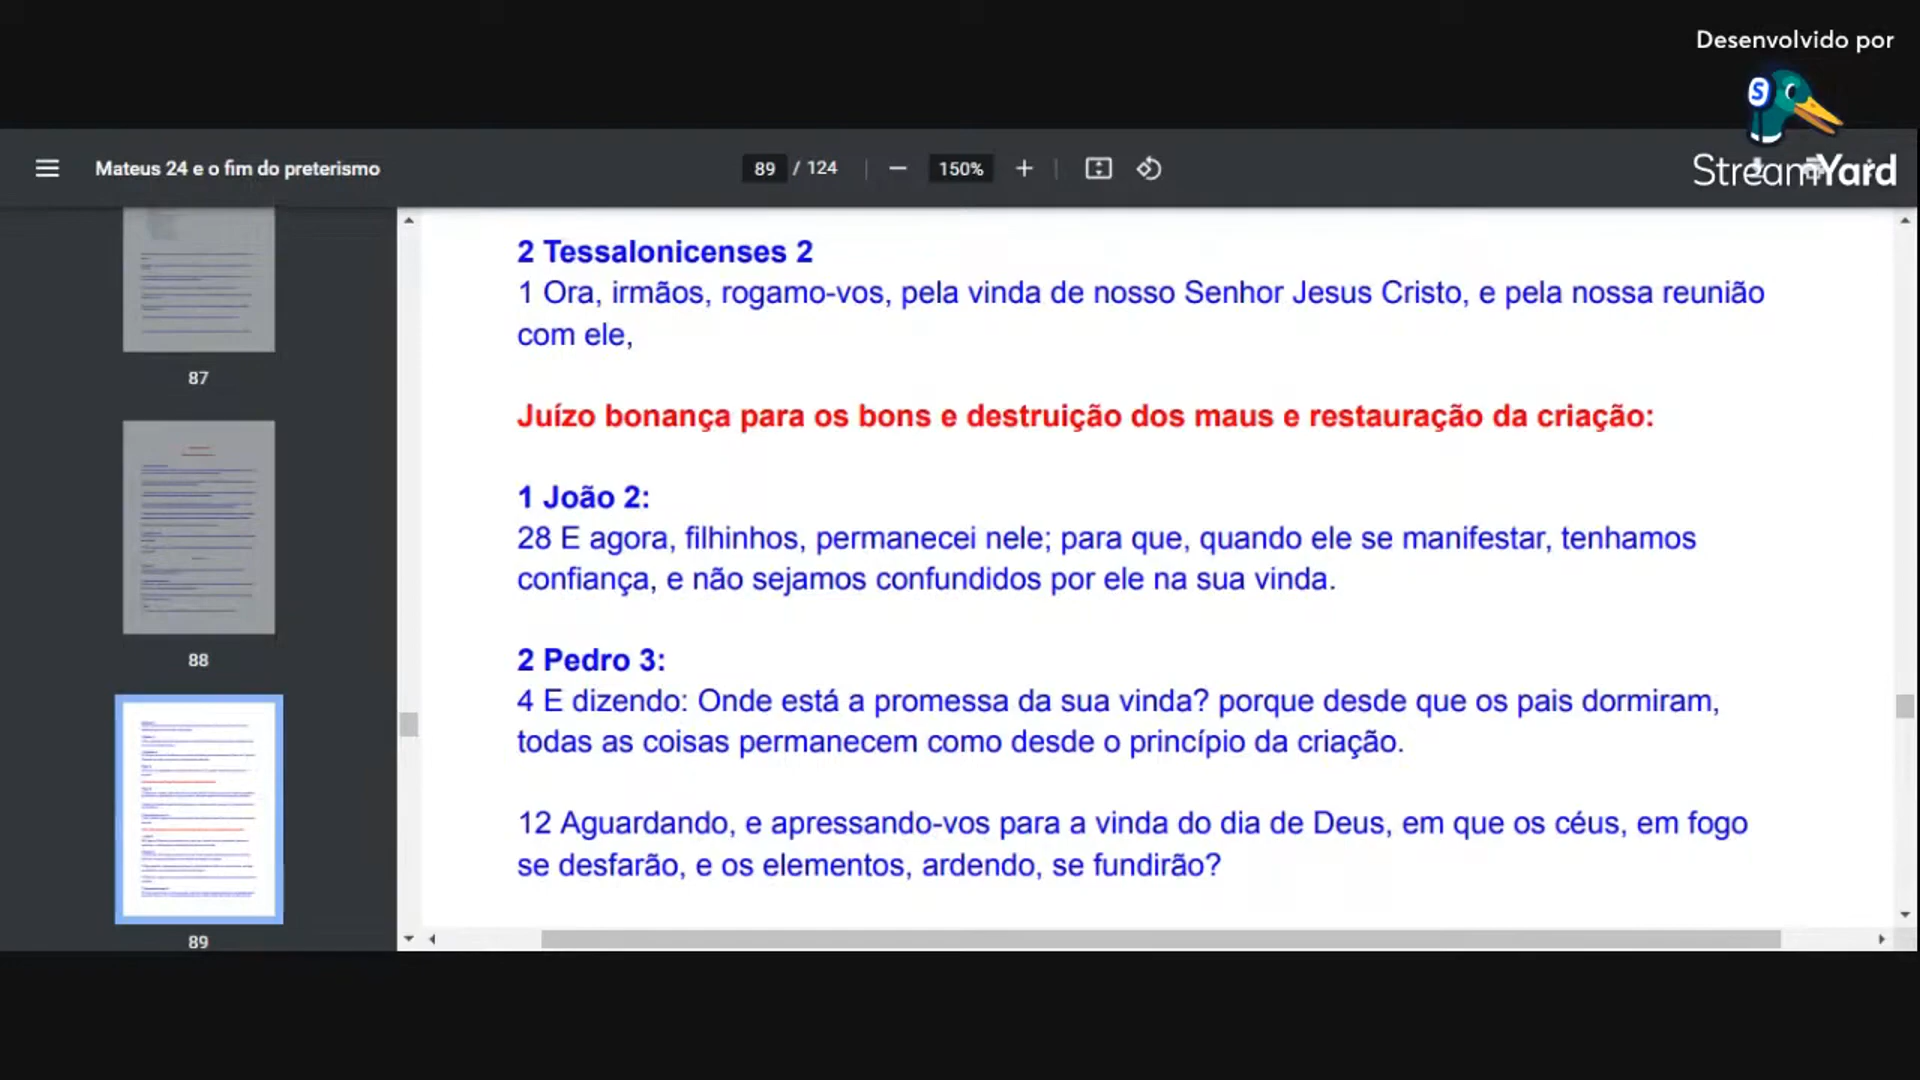 Desenvolvido por
S
StreamYard
Mateus 24 e o fim do preterismo
89 / 124
150%
87
88
89
2 Tessalonicenses 2
1 Ora, irmãos, rogamo-vos, pela vinda de nosso Senhor Jesus Cristo, e pela nossa reunião
com ele,
Juízo bonança para os bons e destruição dos maus e restauração da criação:
1 João 2:
28 E agora, filhinhos, permanecei nele; para que, quando ele se manifestar, tenhamos
confiança, e não sejamos confundidos por ele na sua vinda.
2 Pedro 3:
4 E dizendo: Onde está a promessa da sua vinda? porque desde que os pais dormiram,
todas as coisas permanecem como desde o princípio da criação.
12 Aguardando, e apressando-vos para a vinda do dia de Deus, em que os céus, em fogo
se desfarão, e os elementos, ardendo, se fundirão?